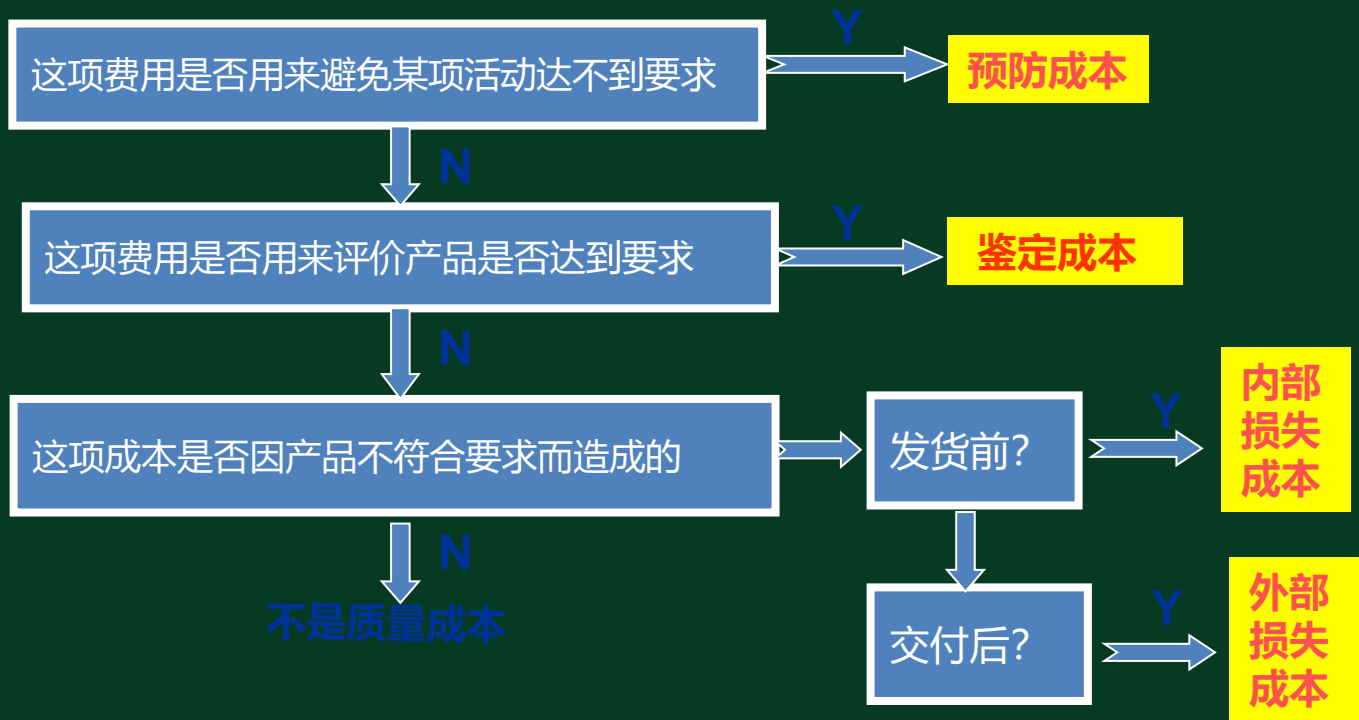 这项费用是否用来避免某项活动达不到要求
Y
预防成本
N
这项费用是否用来评价产品是否达到要求
Y
鉴定成本
N
这项成本是否因产品不符合要求而造成的
发货前?
Y
内部
损失
成本
N
不是质量成本
交付后?
Y
外部
损失
成本